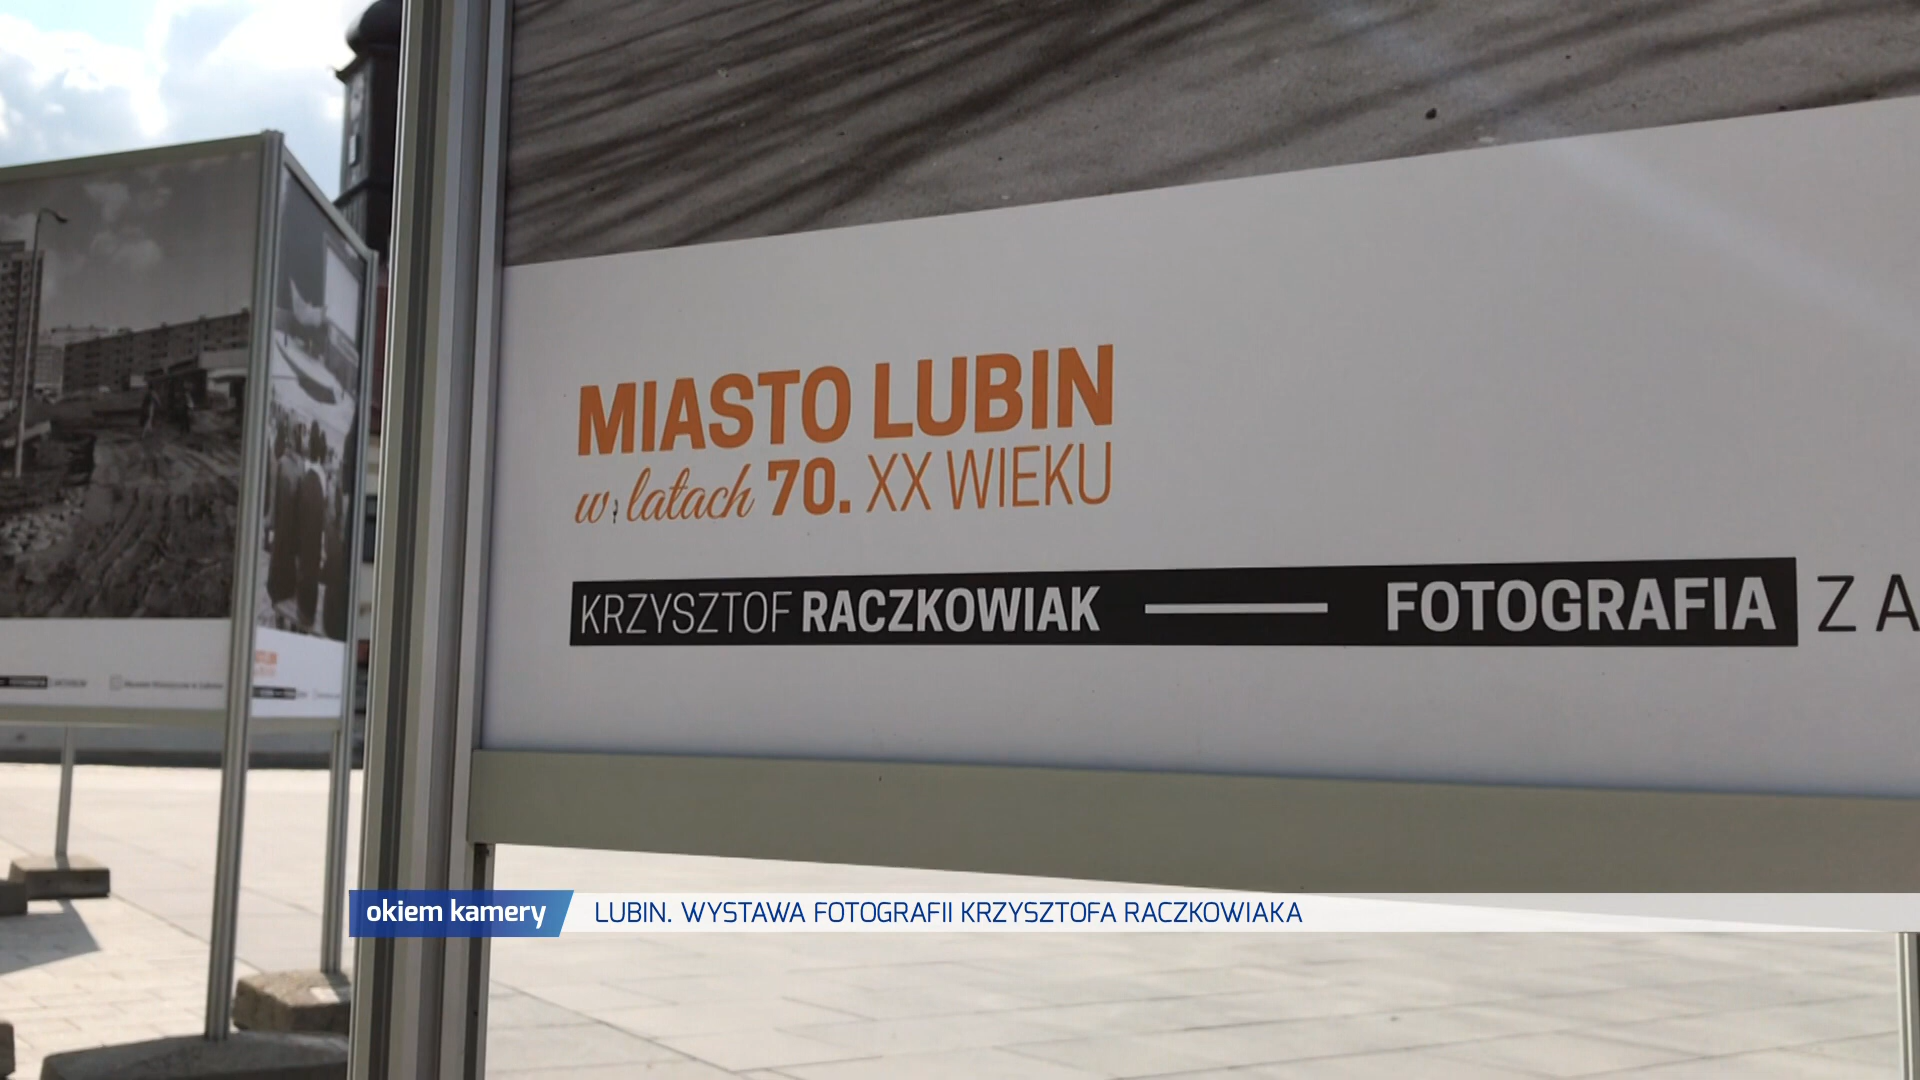 MIASTO LUBIN
w latach 70. XX WIEKU
KRZYSZTOF RACZKOWIAK — FOTOGRAFIA Z A
okiem kamery LUBIN. WYSTAWA FOTOGRAFII KRZYSZTOFA RACZKOWIAKA